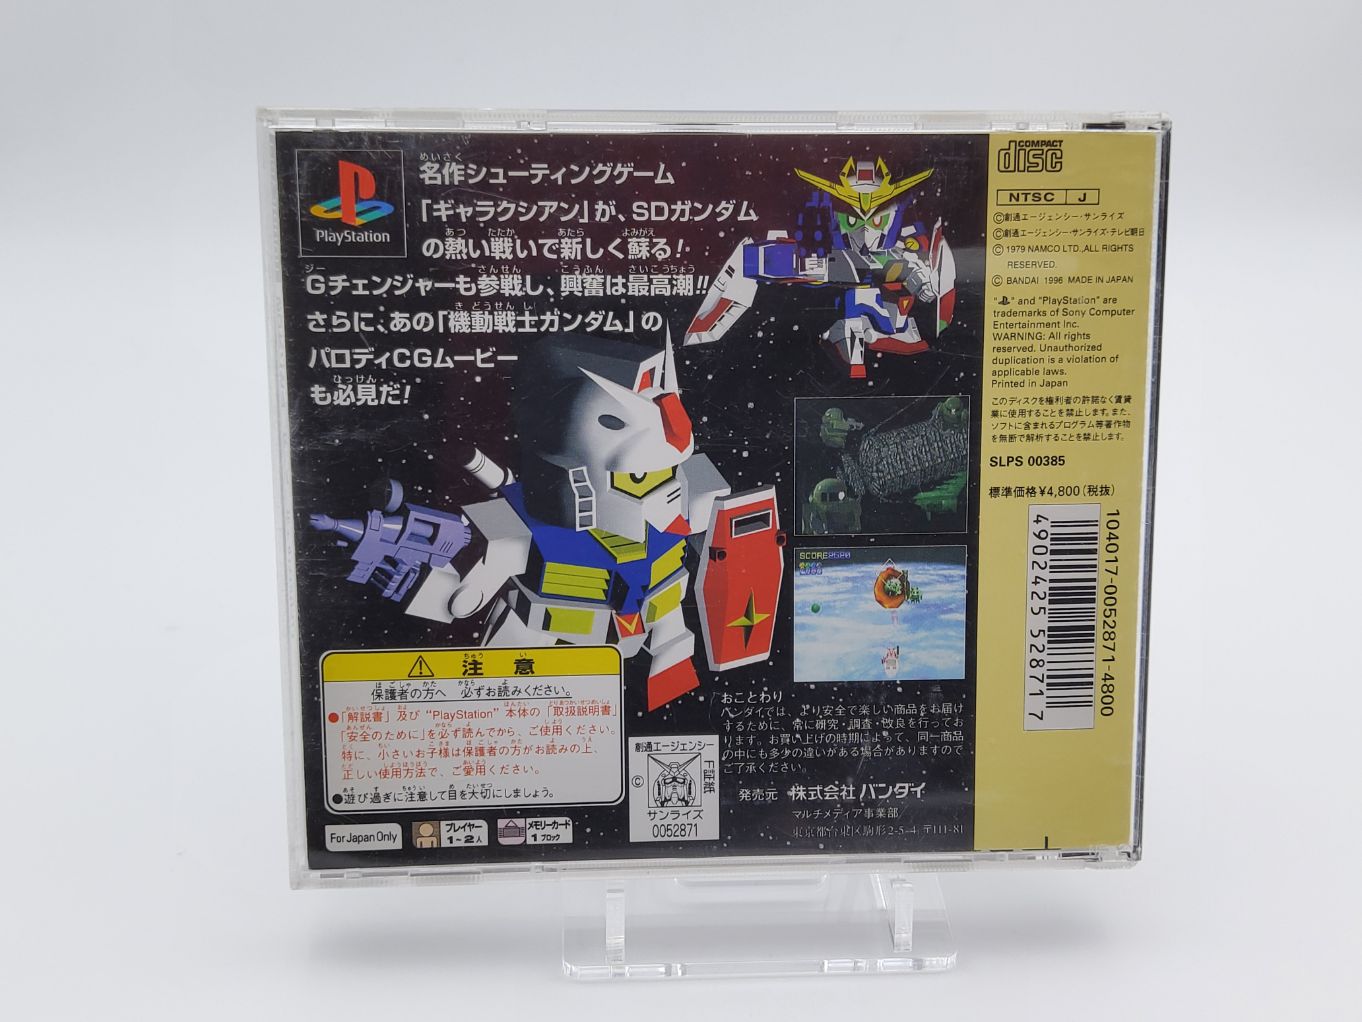 PlayStation
名作シューティングゲーム
「ギャラクシアン」が、SDガンダム
の熱い戦いで新しく蘇る!
Gチェンジャーも参戦し、興奮は最高潮!!
さらに、あの「機動戦士ガンダム」の
パロディCGムービー
も必見だ!
SCORE
注意
保護者の方へ 必ずお読みください。
●「解説書」及び "PlayStation" 本体の「取扱説明書」
「安全のために」を必ず読んでから、ご使用ください。
特に、小さいお子様は保護者の方がお読みの上、
正しい使用方法で、ご愛用ください。
●遊び過ぎに注意して目を大切にしましょう。
For Japan Only
プレイヤー
1~2人
メモリーカード
1ブロック
創通エージェンシー
©
サンライズ
証紙
0052871
おことわり
バンダイでは、より安全で楽しい商品をお届け
するために、常に研究・調査・改良を行ってお
ります。お買い上げの時期によって、同一商品
の中にも多少の違いがある場合がありますので
ご了承ください。
発売元 株式会社 バンダイ
マルチメディア事業部
東京都台東区駒形2-5-4 〒111-81
COMPACT
disc
NTSC J
©創通エージェンシー・サンライズ
©創通エージェンシー・サンライズ・テレビ朝日
© 1979 NAMCO LTD.,ALL RIGHTS
RESERVED.
© BANDAI 1996 MADE IN JAPAN
" " and "PlayStation" are
trademarks of Sony Computer
Entertainment Inc.
WARNING: All rights
reserved. Unauthorized
duplication is a violation of
applicable laws.
Printed in Japan
このディスクを権利者の許諾なく賃貸
業に使用することを禁止します。また、
ソフトに含まれるプログラム等著作物
を無断で解析することを禁止します。
SLPS 00385
標準価格¥4,800(税抜)
104017-0052871-4800
4902425 528717